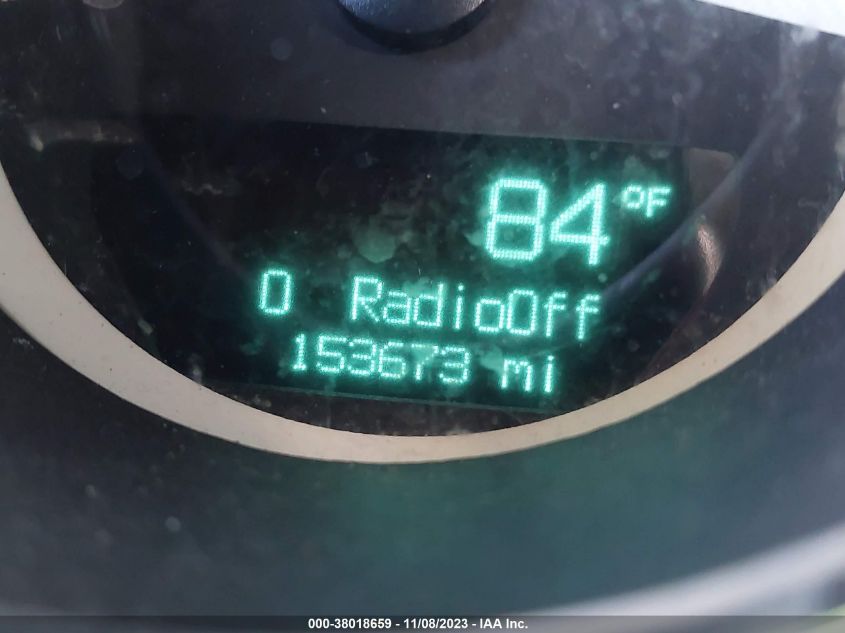 84 °F
0 RadioOff
153673 mi
000-38018659 - 11/08/2023 - IAA Inc.